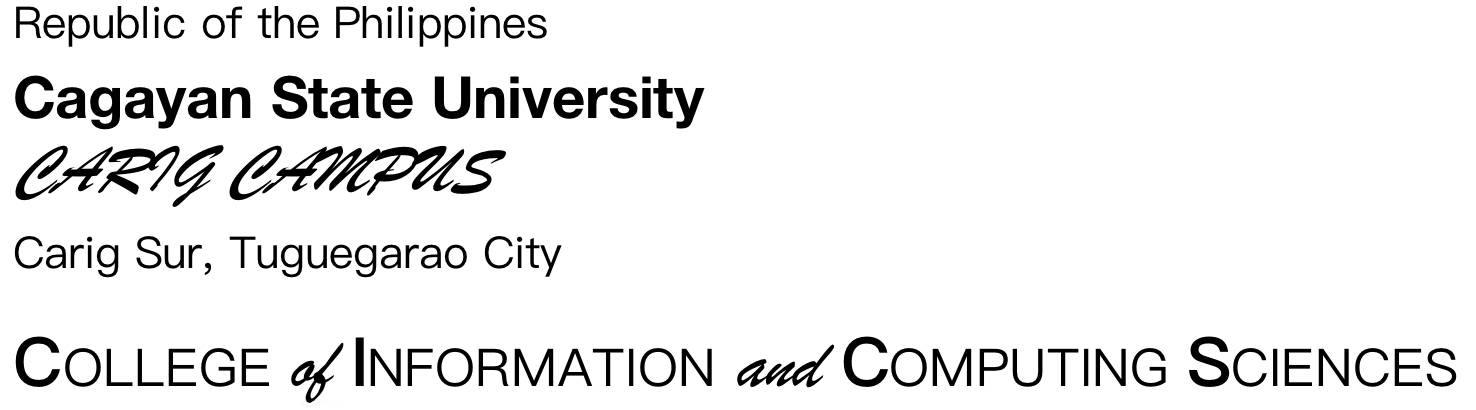 Republic of the Philippines
Cagayan State University
CARIG CAMPUS
Carig Sur, Tuguegarao City
COLLEGE of INFORMATION and COMPUTING SCIENCES